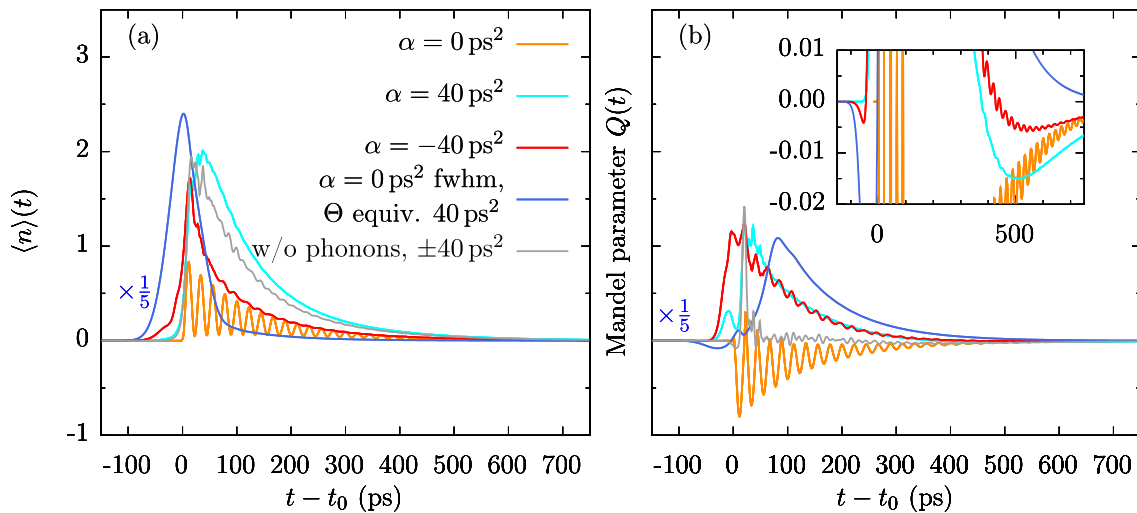 (a)
α = 0 ps²
α = 40 ps²
α = −40 ps²
α = 0 ps² fwhm,
Θ equiv. 40 ps²
w/o phonons, ±40 ps²
×1/5
3
2
1
0
-1
⟨n⟩(t)
-100 0 100 200 300 400 500 600 700
t − t₀ (ps)
(b)
Mandel parameter Q(t)
×1/5
0.01
0.00
-0.01
-0.02
0 500
-100 0 100 200 300 400 500 600 700
t − t₀ (ps)